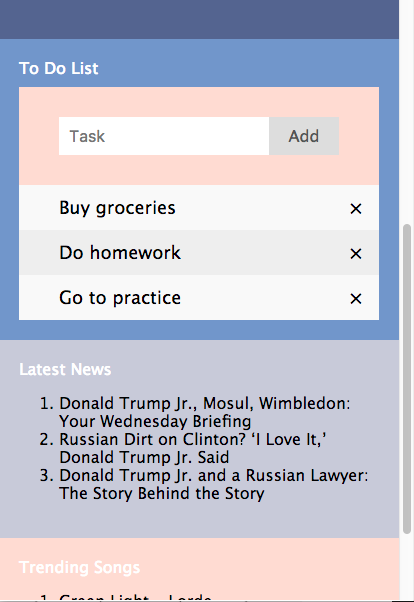 To Do List
Task Add
Buy groceries ×
Do homework ×
Go to practice ×
Latest News
1. Donald Trump Jr., Mosul, Wimbledon:
Your Wednesday Briefing
2. Russian Dirt on Clinton? ‘I Love It,’
Donald Trump Jr. Said
3. Donald Trump Jr. and a Russian Lawyer:
The Story Behind the Story
Trending Songs
1. Green Light - Lorde